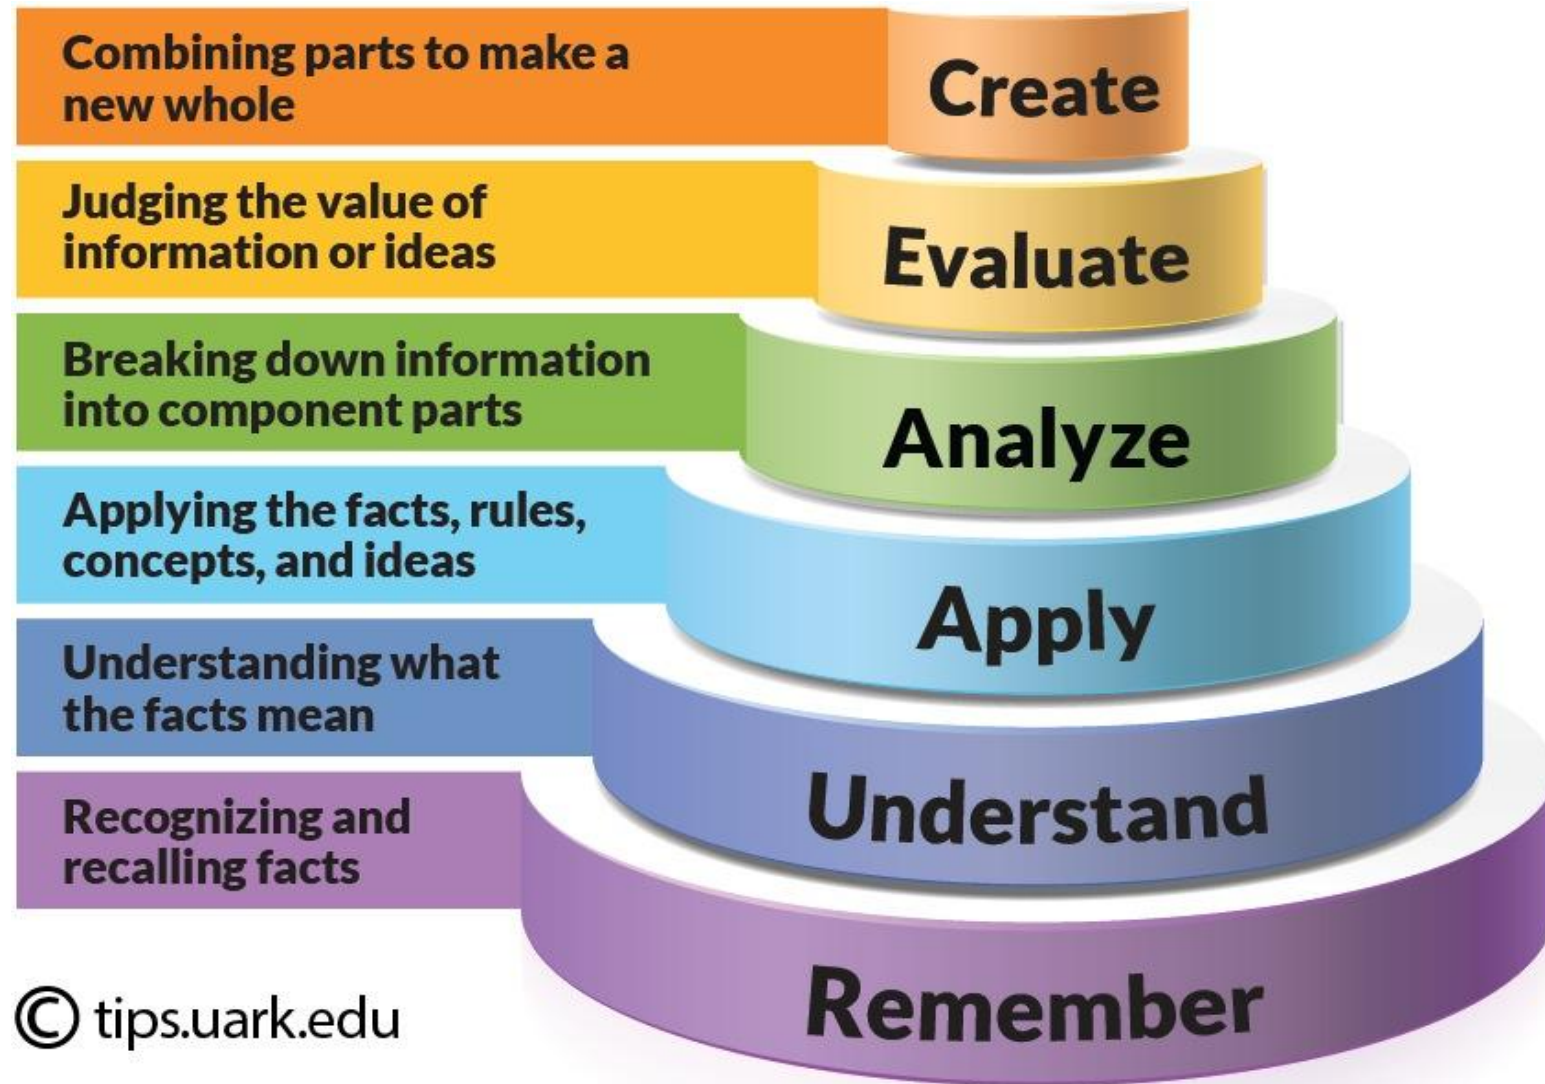 Combining parts to make a
new whole
Create
Judging the value of
information or ideas
Evaluate
Breaking down information
into component parts
Analyze
Applying the facts, rules,
concepts, and ideas
Apply
Understanding what
the facts mean
Understand
Recognizing and
recalling facts
Remember
© tips.uark.edu